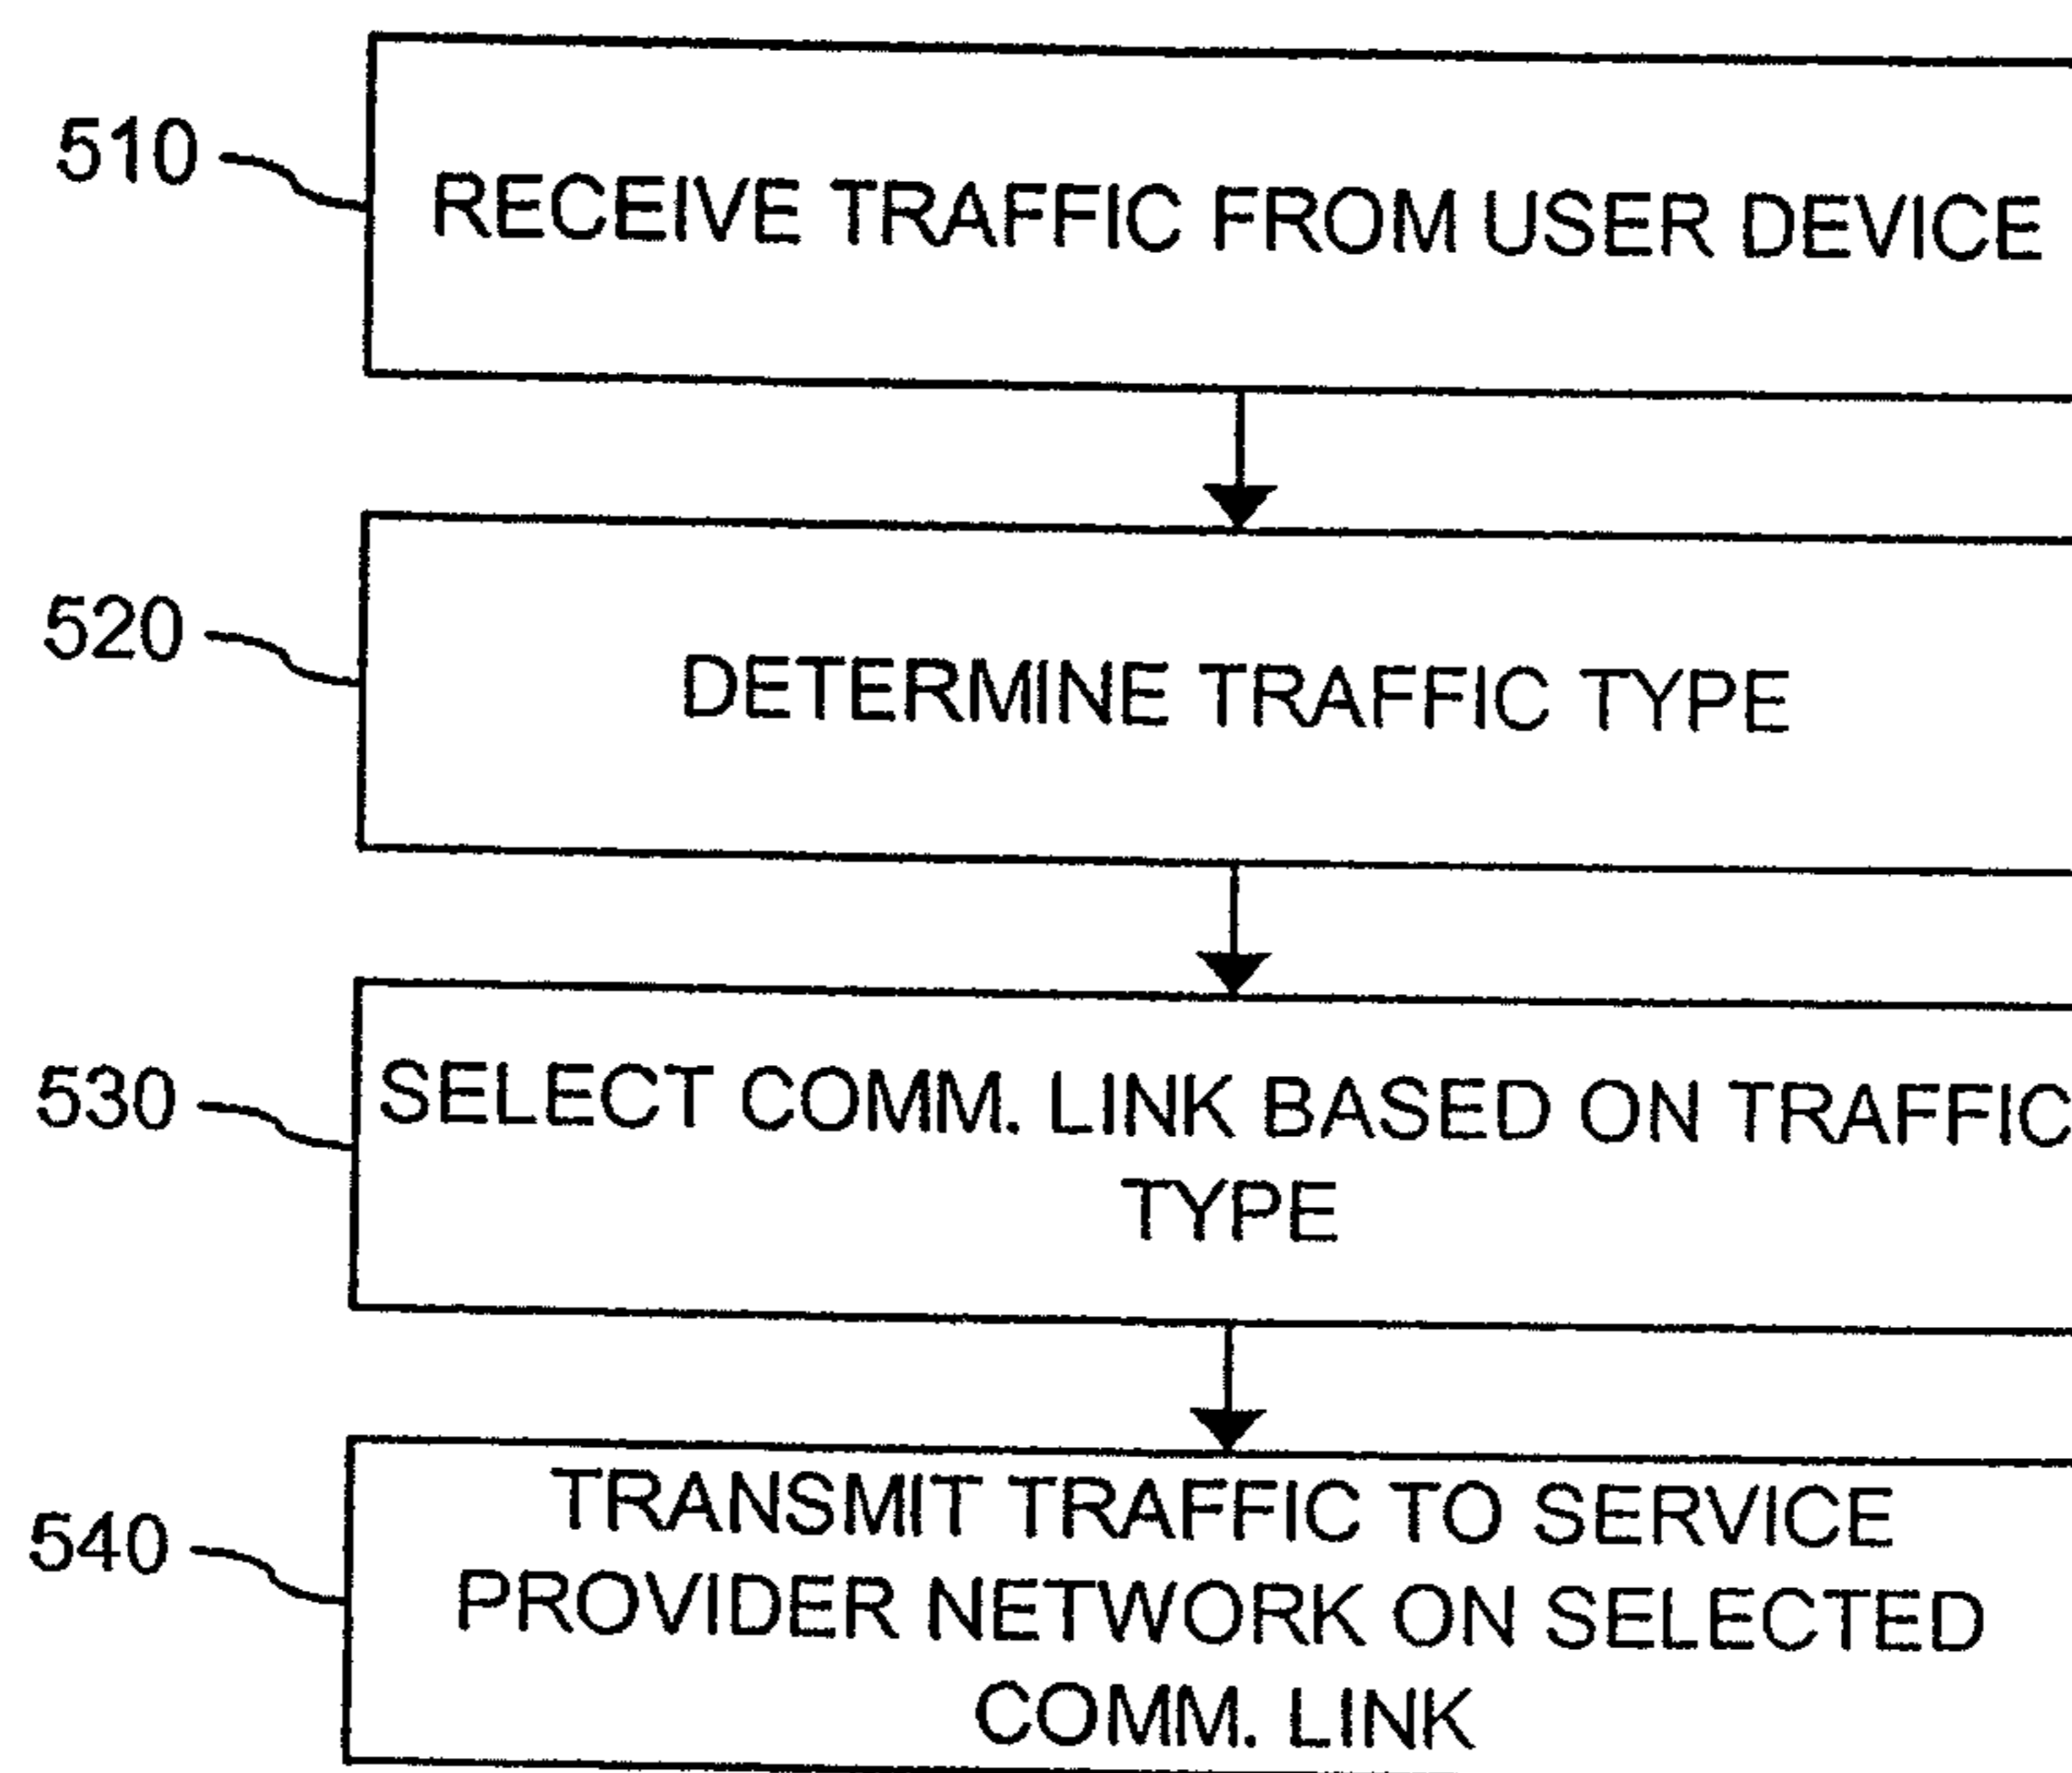 510
RECEIVE TRAFFIC FROM USER DEVICE
520
DETERMINE TRAFFIC TYPE
530
SELECT COMM. LINK BASED ON TRAFFIC
TYPE
540
TRANSMIT TRAFFIC TO SERVICE
PROVIDER NETWORK ON SELECTED
COMM. LINK